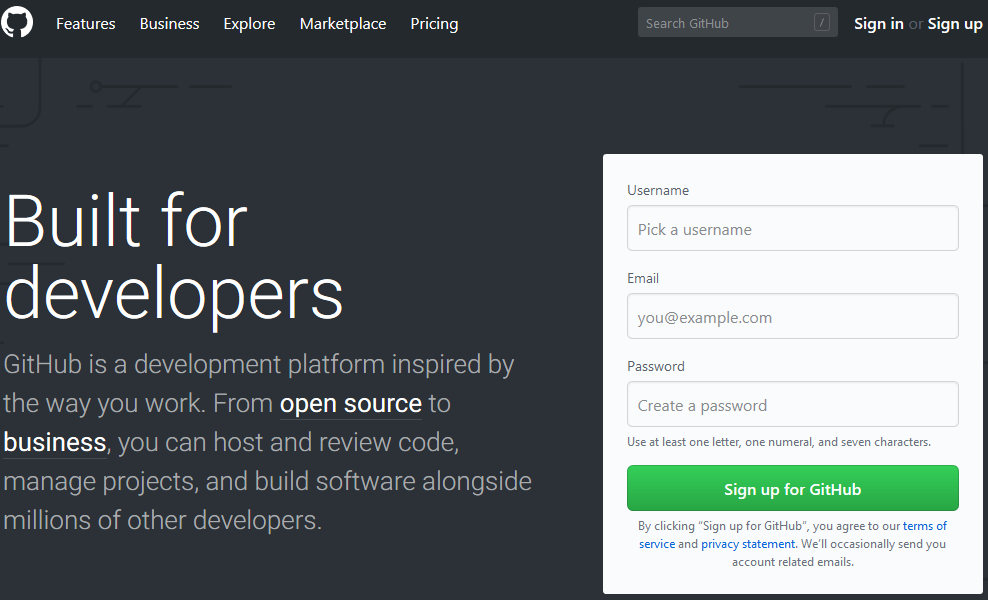 Features Business Explore Marketplace Pricing Search GitHub / Sign in or Sign up
Built for
developers
GitHub is a development platform inspired by
the way you work. From open source to
business, you can host and review code,
manage projects, and build software alongside
millions of other developers.
Username
Pick a username
Email
you@example.com
Password
Create a password
Use at least one letter, one numeral, and seven characters.
Sign up for GitHub
By clicking “Sign up for GitHub”, you agree to our terms of
service and privacy statement. We’ll occasionally send you
account related emails.